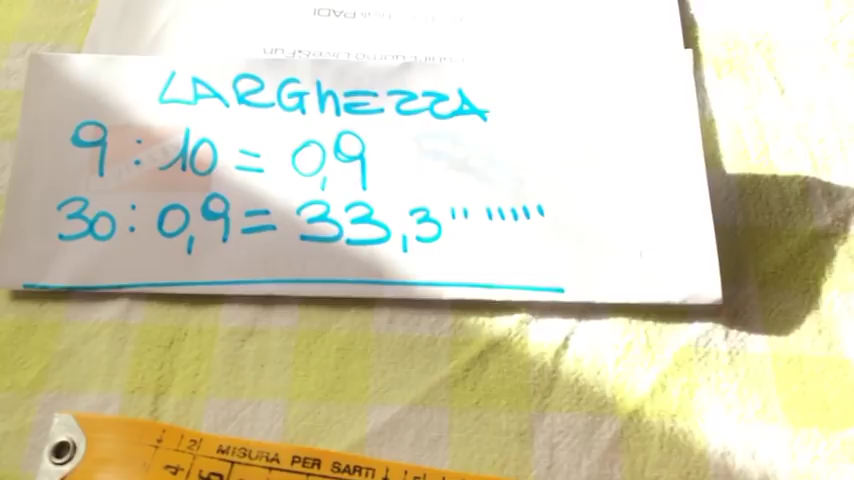 LARGhEZZA
9 : 10 = 0,9
30 : 0,9 = 33,3'' '''''
MISURA PER SARTI